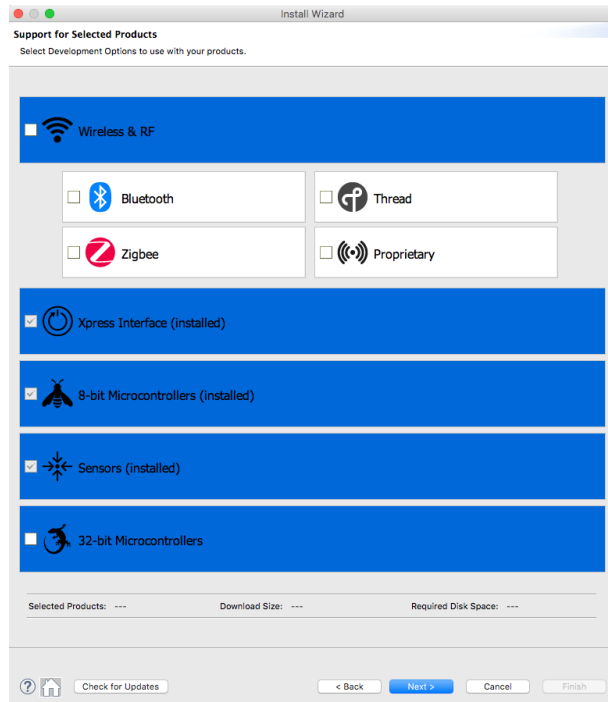 Install Wizard
Support for Selected Products
Select Development Options to use with your products.
Wireless & RF
Bluetooth
Thread
Zigbee
Proprietary
Xpress Interface (installed)
8-bit Microcontrollers (installed)
Sensors (installed)
32-bit Microcontrollers
Selected Products: --- Download Size: --- Required Disk Space: ---
? Check for Updates < Back Next > Cancel Finish